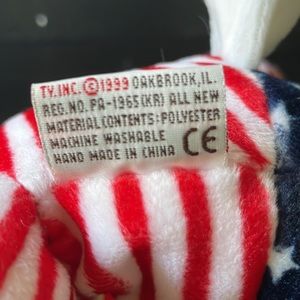 TY, INC. ©1999 OAKBROOK, IL.
REG. NO. PA-1965(KR) ALL NEW
MATERIAL CONTENTS: POLYESTER
MACHINE WASHABLE
HAND MADE IN CHINA CE